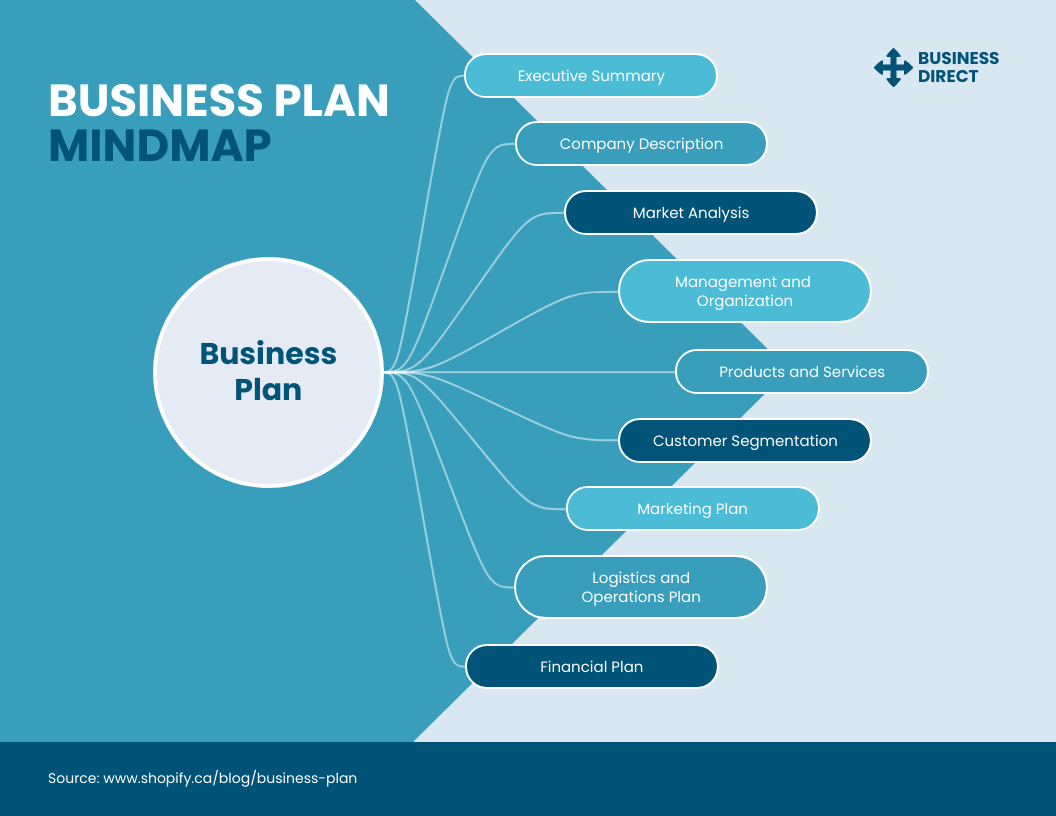 BUSINESS PLAN
MINDMAP
BUSINESS
DIRECT
Business
Plan
Executive Summary
Company Description
Market Analysis
Management and
Organization
Products and Services
Customer Segmentation
Marketing Plan
Logistics and
Operations Plan
Financial Plan
Source: www.shopify.ca/blog/business-plan